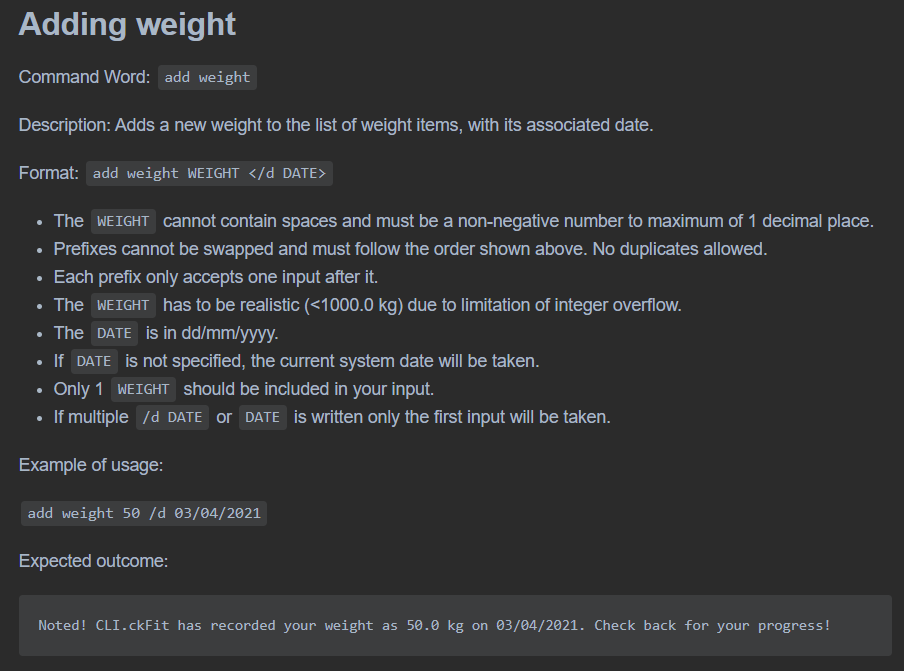 Adding weight
Command Word: add weight
Description: Adds a new weight to the list of weight items, with its associated date.
Format: add weight WEIGHT </d DATE>
• The WEIGHT cannot contain spaces and must be a non-negative number to maximum of 1 decimal place.
• Prefixes cannot be swapped and must follow the order shown above. No duplicates allowed.
• Each prefix only accepts one input after it.
• The WEIGHT has to be realistic (<1000.0 kg) due to limitation of integer overflow.
• The DATE is in dd/mm/yyyy.
• If DATE is not specified, the current system date will be taken.
• Only 1 WEIGHT should be included in your input.
• If multiple /d DATE or DATE is written only the first input will be taken.
Example of usage:
add weight 50 /d 03/04/2021
Expected outcome:
Noted! CLI.ckFit has recorded your weight as 50.0 kg on 03/04/2021. Check back for your progress!